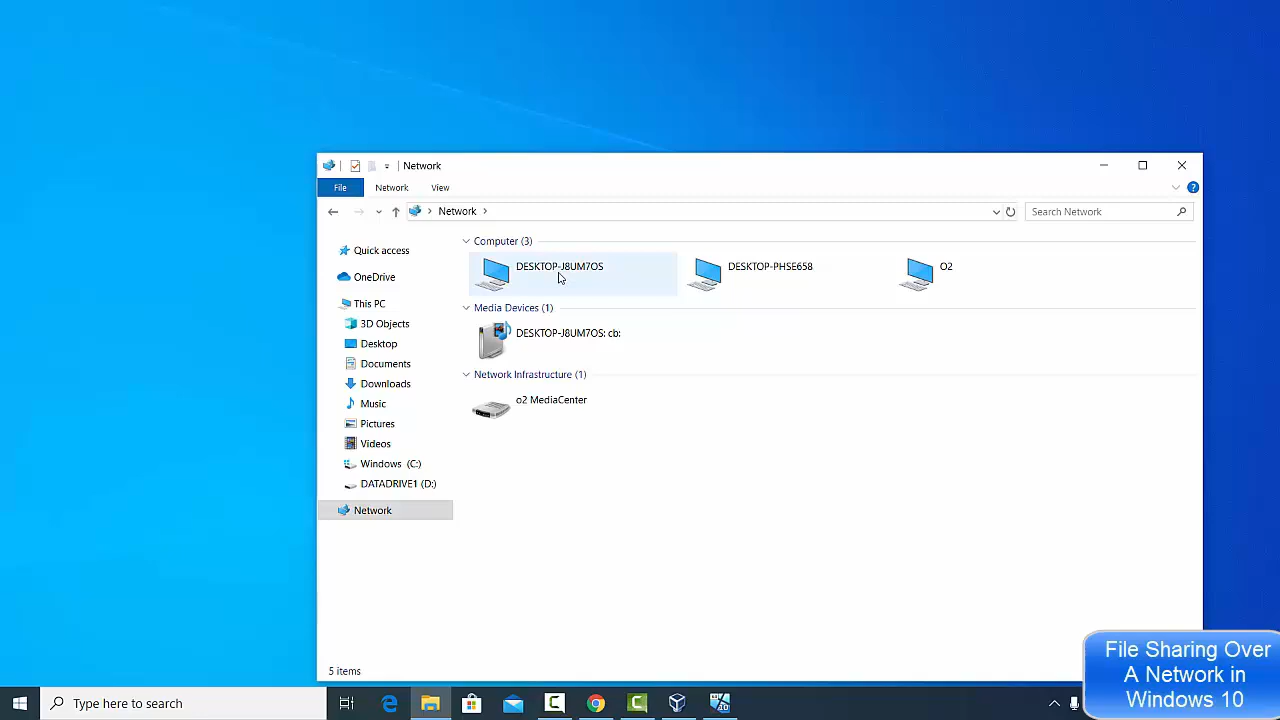 Network
File
Network
View
Network
Search Network
Quick access
OneDrive
This PC
3D Objects
Desktop
Documents
Downloads
Music
Pictures
Videos
Windows (C:)
DATADRIVE1 (D:)
Network
Computer (3)
DESKTOP-J8UM7OS
DESKTOP-PHSE658
O2
Media Devices (1)
DESKTOP-J8UM7OS: cb:
Network Infrastructure (1)
o2 MediaCenter
5 items
File Sharing Over
A Network in
Windows 10
Type here to search